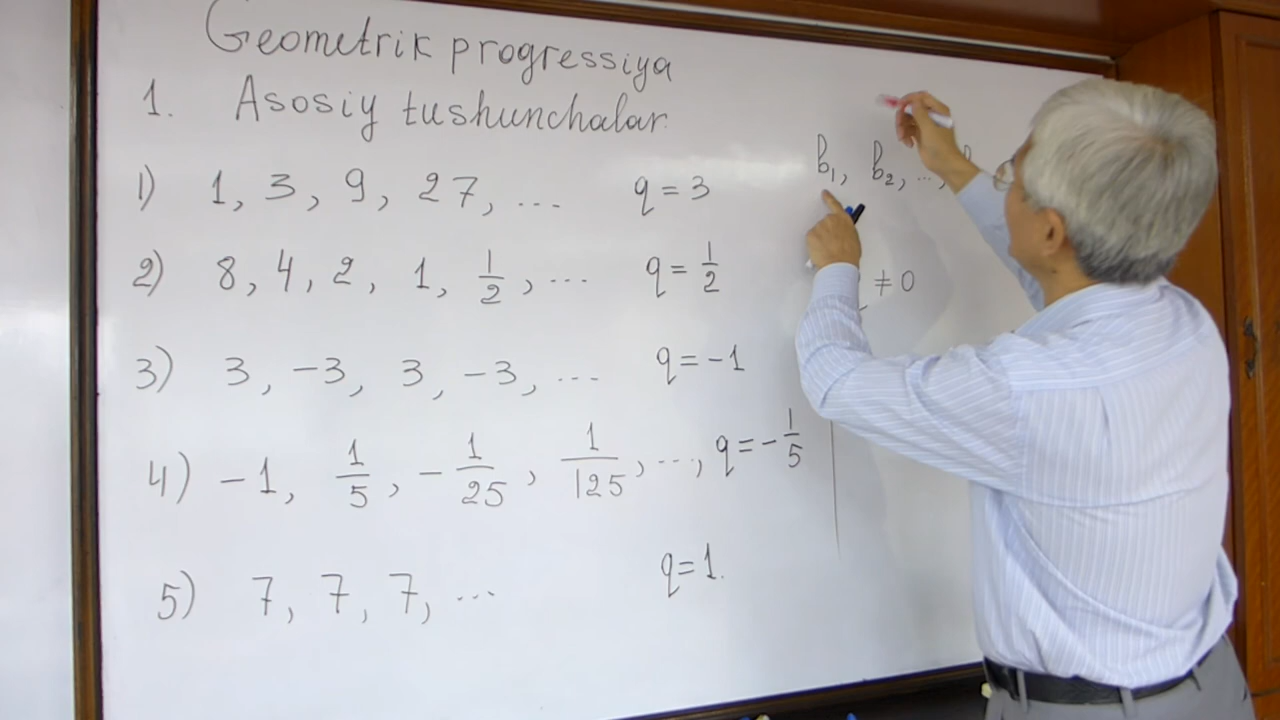 Geometrik progressiya
1. Asosiy tushunchalar.
1) 1, 3, 9, 27, ... q = 3
2) 8, 4, 2, 1, 1/2, ... q = 1/2
3) 3, -3, 3, -3, ... q = -1
4) -1, 1/5, -1/25, 1/125, ..., q = -1/5
5) 7, 7, 7, ... q = 1.
b₁, b₂, ...,
≠ 0